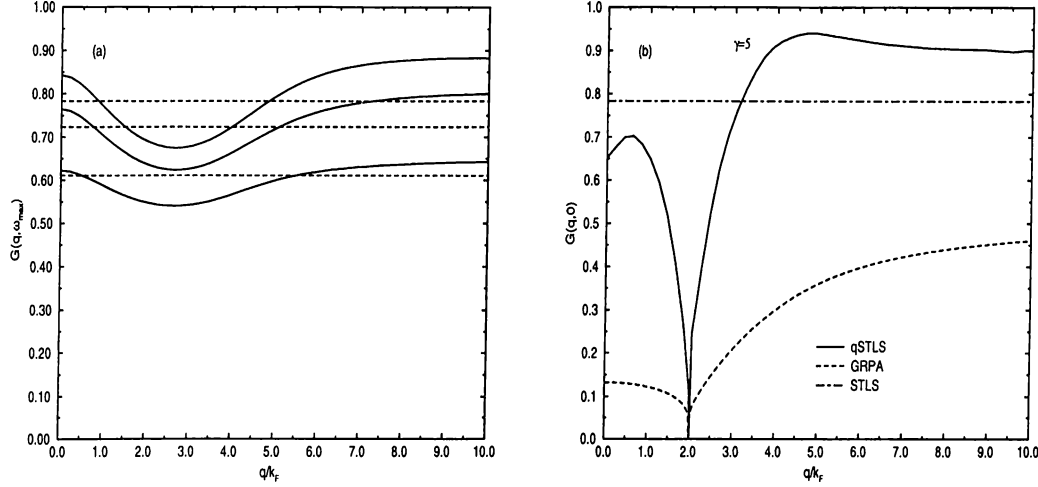 (a)
1.00
0.90
0.80
0.70
0.60
0.50
0.40
0.30
0.20
0.10
0.00
G(q,ω_max)
0.0 1.0 2.0 3.0 4.0 5.0 6.0 7.0 8.0 9.0 10.0
q/k_F
(b)
γ=5
1.0
0.9
0.8
0.7
0.6
0.5
0.4
0.3
0.2
0.1
0.0
G(q,0)
qSTLS
GRPA
STLS
0.0 1.0 2.0 3.0 4.0 5.0 6.0 7.0 8.0 9.0 10.0
q/k_F